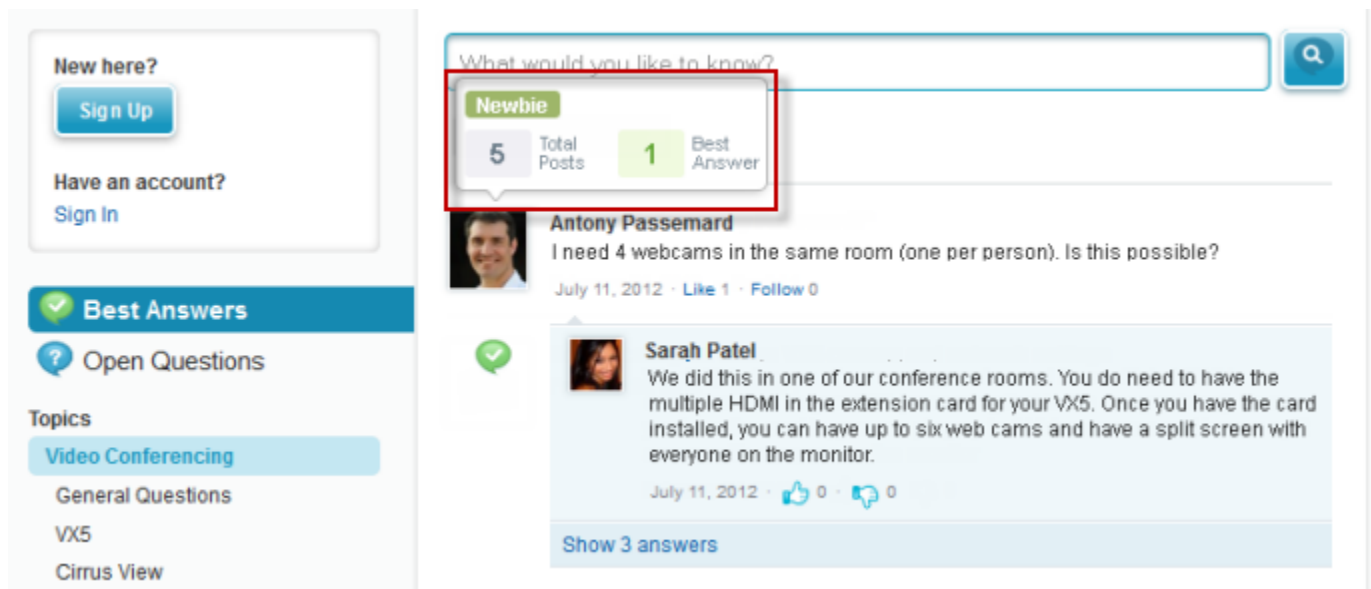 New here?
Sign Up
Have an account?
Sign In
Best Answers
Open Questions
Topics
Video Conferencing
General Questions
VX5
Cirrus View
What would you like to know?
Newbie
5 Total Posts 1 Best Answer
Antony Passemard
I need 4 webcams in the same room (one per person). Is this possible?
July 11, 2012 · Like 1 · Follow 0
Sarah Patel
We did this in one of our conference rooms. You do need to have the
multiple HDMI in the extension card for your VX5. Once you have the card
installed, you can have up to six web cams and have a split screen with
everyone on the monitor.
July 11, 2012 · 0 · 0
Show 3 answers